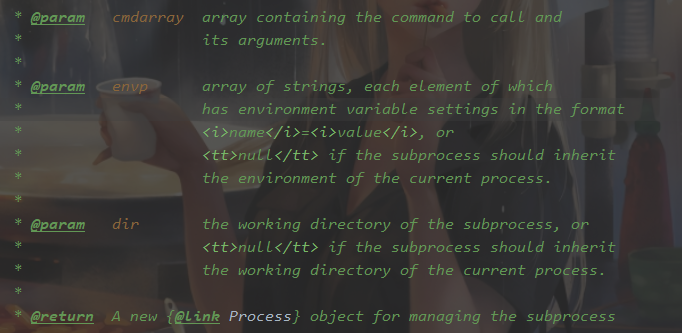 * @param   cmdarray  array containing the command to call and
*                    its arguments.
*
* @param   envp      array of strings, each element of which
*                    has environment variable settings in the format
*                    <i>name</i>=<i>value</i>, or
*                    <tt>null</tt> if the subprocess should inherit
*                    the environment of the current process.
*
* @param   dir       the working directory of the subprocess, or
*                    <tt>null</tt> if the subprocess should inherit
*                    the working directory of the current process.
*
* @return  A new {@link Process} object for managing the subprocess